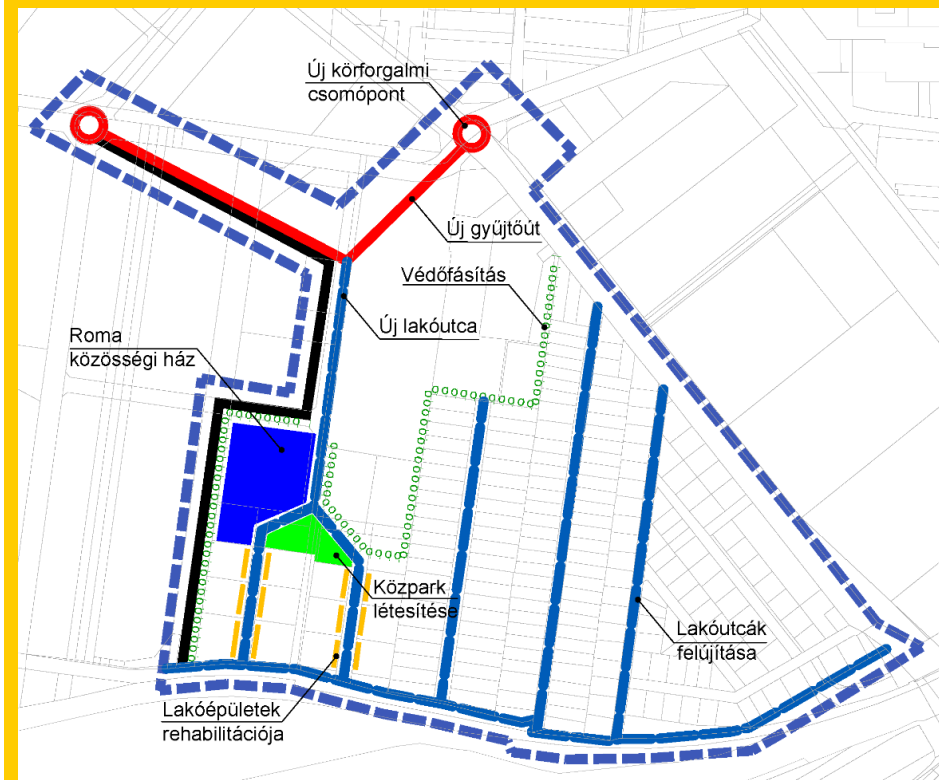 Új körforgalmi
csomópont
Új gyűjtőút
Védőfásítás
Új lakóutca
Roma
közösségi ház
Közpark
létesítése
Lakóutcák
felújítása
Lakóépületek
rehabilitációja